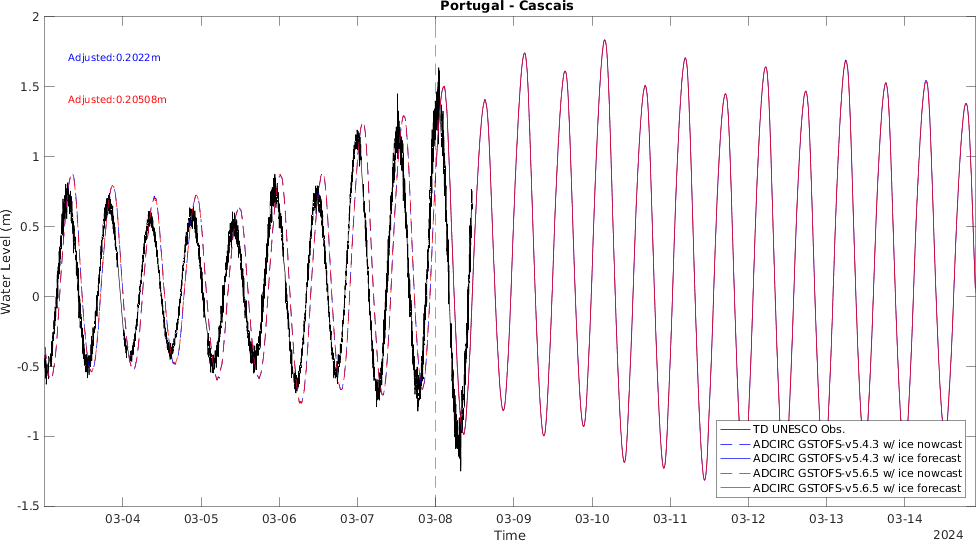 Portugal - Cascais
2
1.5
1
0.5
0
-0.5
-1
-1.5
Water Level (m)
Adjusted:0.2022m
Adjusted:0.20508m
TD UNESCO Obs.
ADCIRC GSTOFS-v5.4.3 w/ ice nowcast
ADCIRC GSTOFS-v5.4.3 w/ ice forecast
ADCIRC GSTOFS-v5.6.5 w/ ice nowcast
ADCIRC GSTOFS-v5.6.5 w/ ice forecast
03-04 03-05 03-06 03-07 03-08 03-09 03-10 03-11 03-12 03-13 03-14
Time
2024